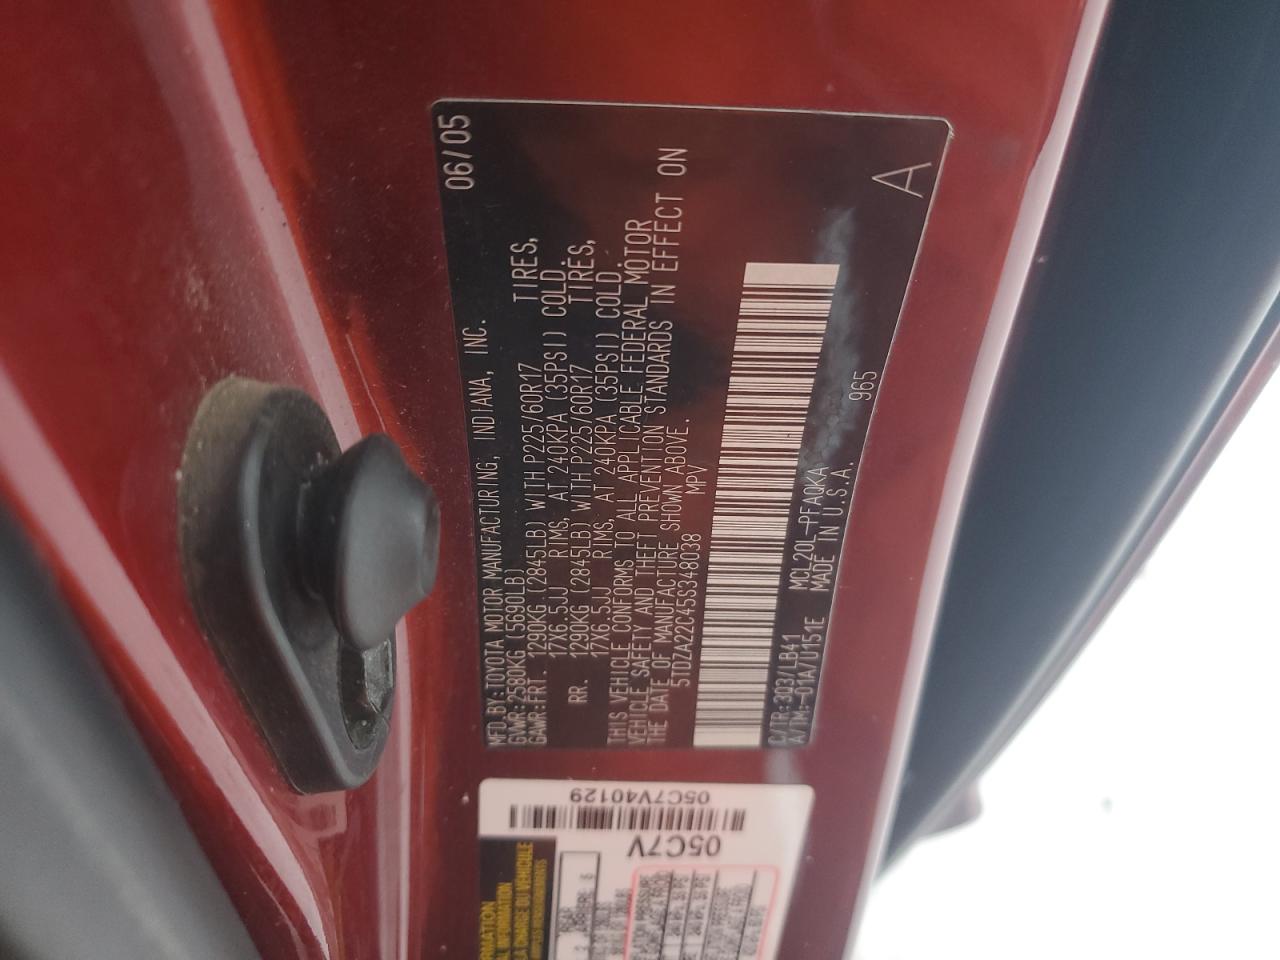 06/05
MFD.BY:TOYOTA MOTOR MANUFACTURING, INDIANA, INC.
GVWR:2580KG (5690LB)
GAWR:FRT. 1290KG (2845LB) WITH P225/60R17 TIRES,
17X6.5JJ RIMS, AT 240KPA (35PSI) COLD.
RR. 1290KG (2845LB) WITH P225/60R17 TIRES,
17X6.5JJ RIMS, AT 240KPA (35PSI) COLD.
THIS VEHICLE CONFORMS TO ALL APPLICABLE FEDERAL MOTOR
VEHICLE SAFETY AND THEFT PREVENTION STANDARDS IN EFFECT ON
THE DATE OF MANUFACTURE SHOWN ABOVE.
5TDZA22C45S348038 MPV
C/TR:3Q3/LB41 MCL20L-PFAQKA 965
A/TM:-01A/U151E MADE IN U.S.A.
A
05C7V40129
05C7V